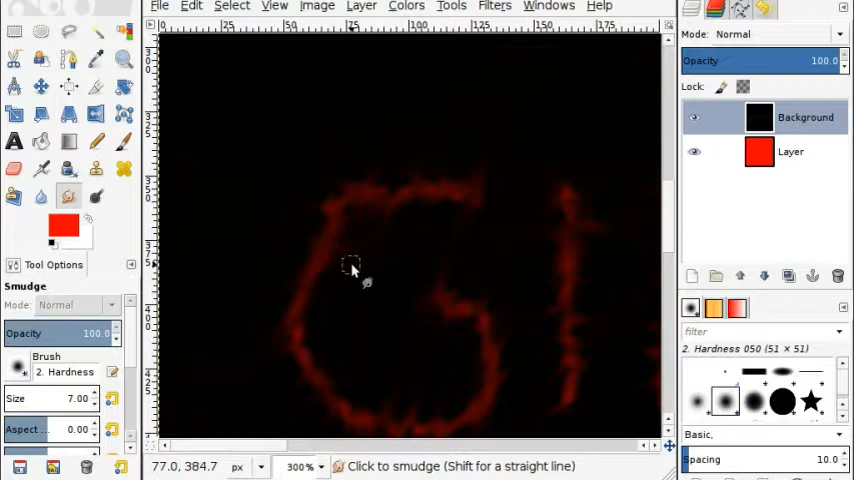 File Edit Select View Image Layer Colors Tools Filters Windows Help
25 50 75 100 125 150 175
Mode: Normal
Opacity 100.0
Lock:
Background
Layer
GI
Tool Options
Smudge
Mode: Normal
Opacity 100.0
Brush
2. Hardness
Size 7.00
Aspect ... 0.00
filter
2. Hardness 050 (51 × 51)
Basic,
Spacing 10.0
77.0, 384.7 px 300% Click to smudge (Shift for a straight line)